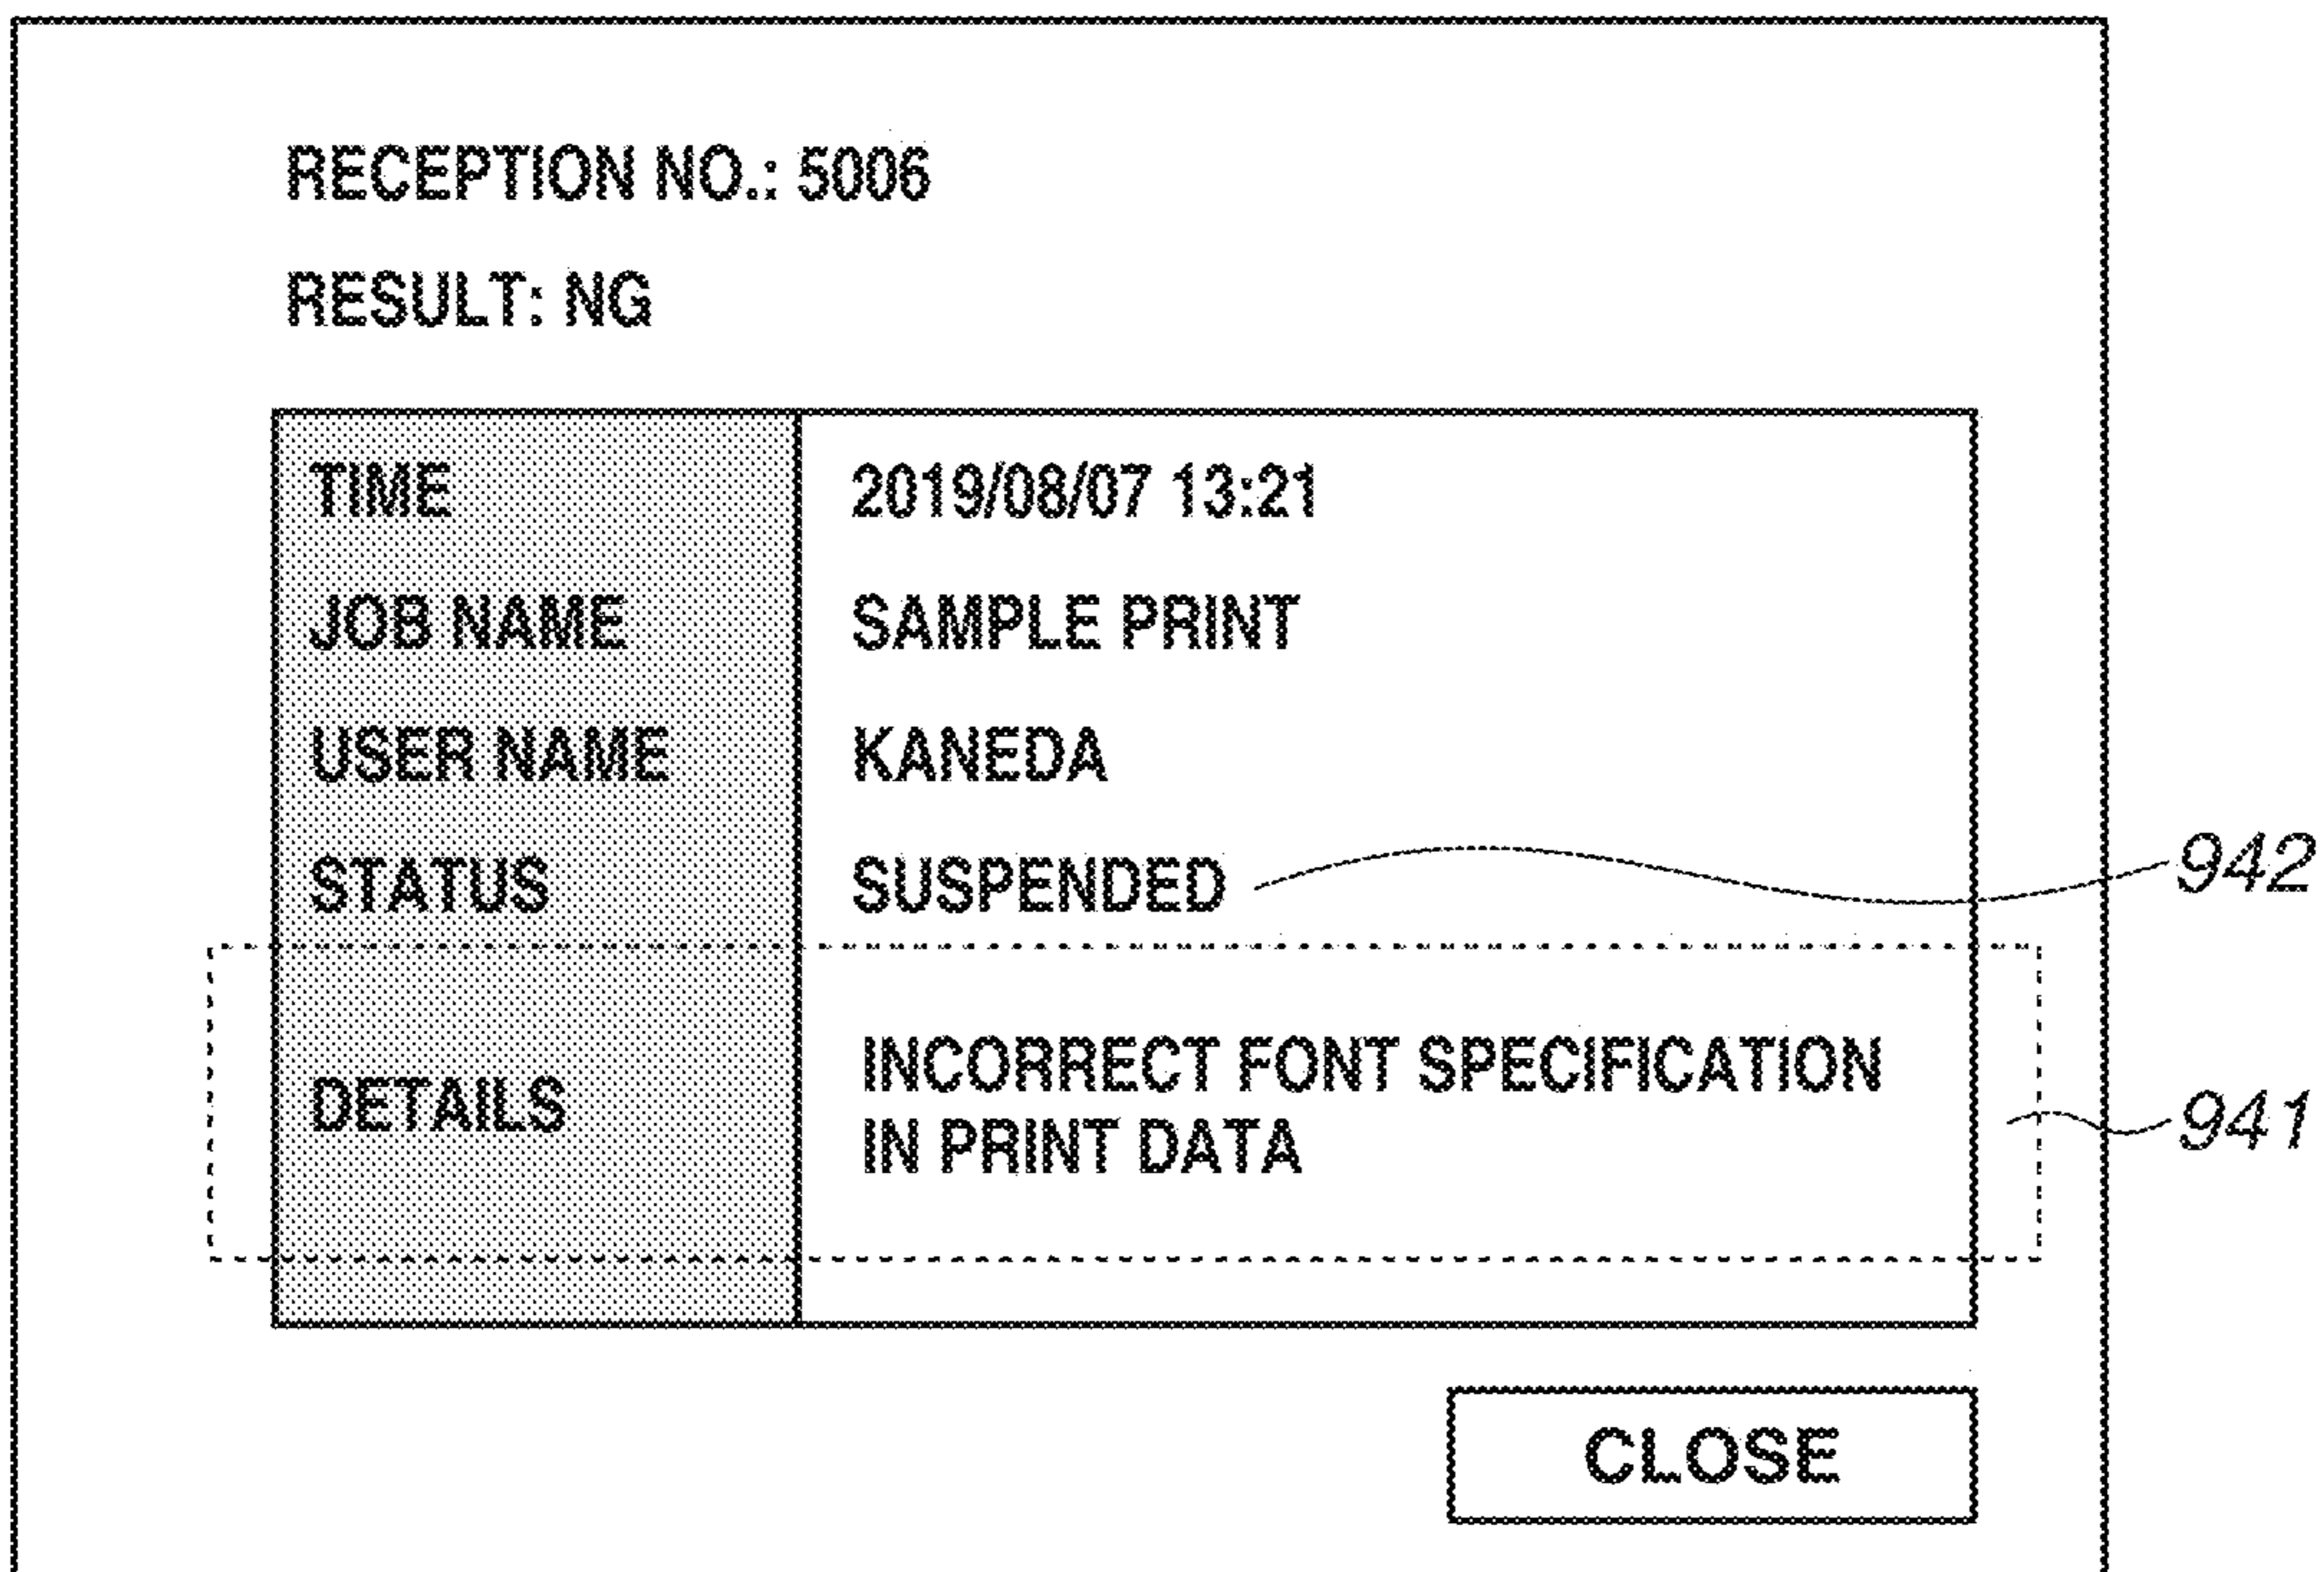 RECEPTION NO.: 5006
RESULT: NG
TIME 2019/08/07 13:21
JOB NAME SAMPLE PRINT
USER NAME KANEDA
STATUS SUSPENDED 942
DETAILS INCORRECT FONT SPECIFICATION
IN PRINT DATA 941
CLOSE